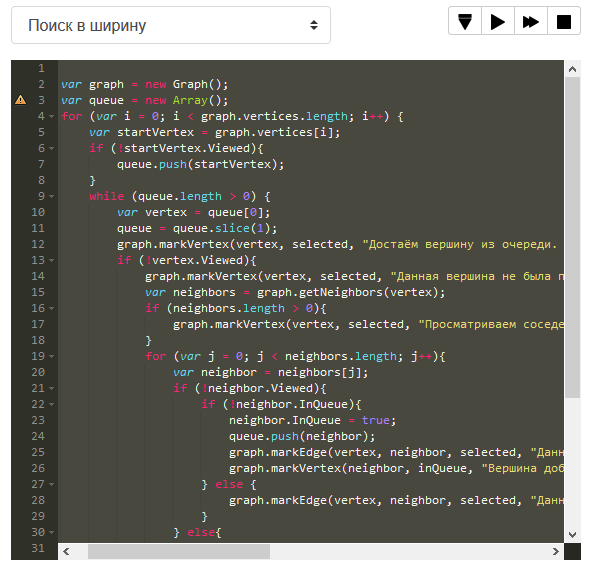 Поиск в ширину
1
2 var graph = new Graph();
3 var queue = new Array();
4 for (var i = 0; i < graph.vertices.length; i++) {
5 var startVertex = graph.vertices[i];
6 if (!startVertex.Viewed){
7 queue.push(startVertex);
8 }
9 while (queue.length > 0) {
10 var vertex = queue[0];
11 queue = queue.slice(1);
12 graph.markVertex(vertex, selected, "Достаём вершину из очереди.
13 if (!vertex.Viewed){
14 graph.markVertex(vertex, selected, "Данная вершина не была п
15 var neighbors = graph.getNeighbors(vertex);
16 if (neighbors.length > 0){
17 graph.markVertex(vertex, selected, "Просматриваем соседе
18 }
19 for (var j = 0; j < neighbors.length; j++){
20 var neighbor = neighbors[j];
21 if (!neighbor.Viewed){
22 if (!neighbor.InQueue){
23 neighbor.InQueue = true;
24 queue.push(neighbor);
25 graph.markEdge(vertex, neighbor, selected, "Данн
26 graph.markVertex(neighbor, inQueue, "Вершина доб
27 } else {
28 graph.markEdge(vertex, neighbor, selected, "Данн
29 }
30 } else{
31